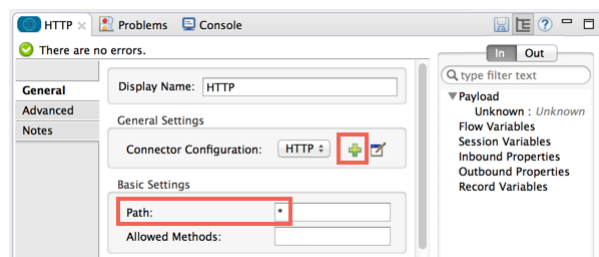 HTTP Problems Console
There are no errors.
General
Advanced
Notes
Display Name: HTTP
General Settings
Connector Configuration: HTTP
Basic Settings
Path: *
Allowed Methods:
In Out
type filter text
Payload
Unknown : Unknown
Flow Variables
Session Variables
Inbound Properties
Outbound Properties
Record Variables